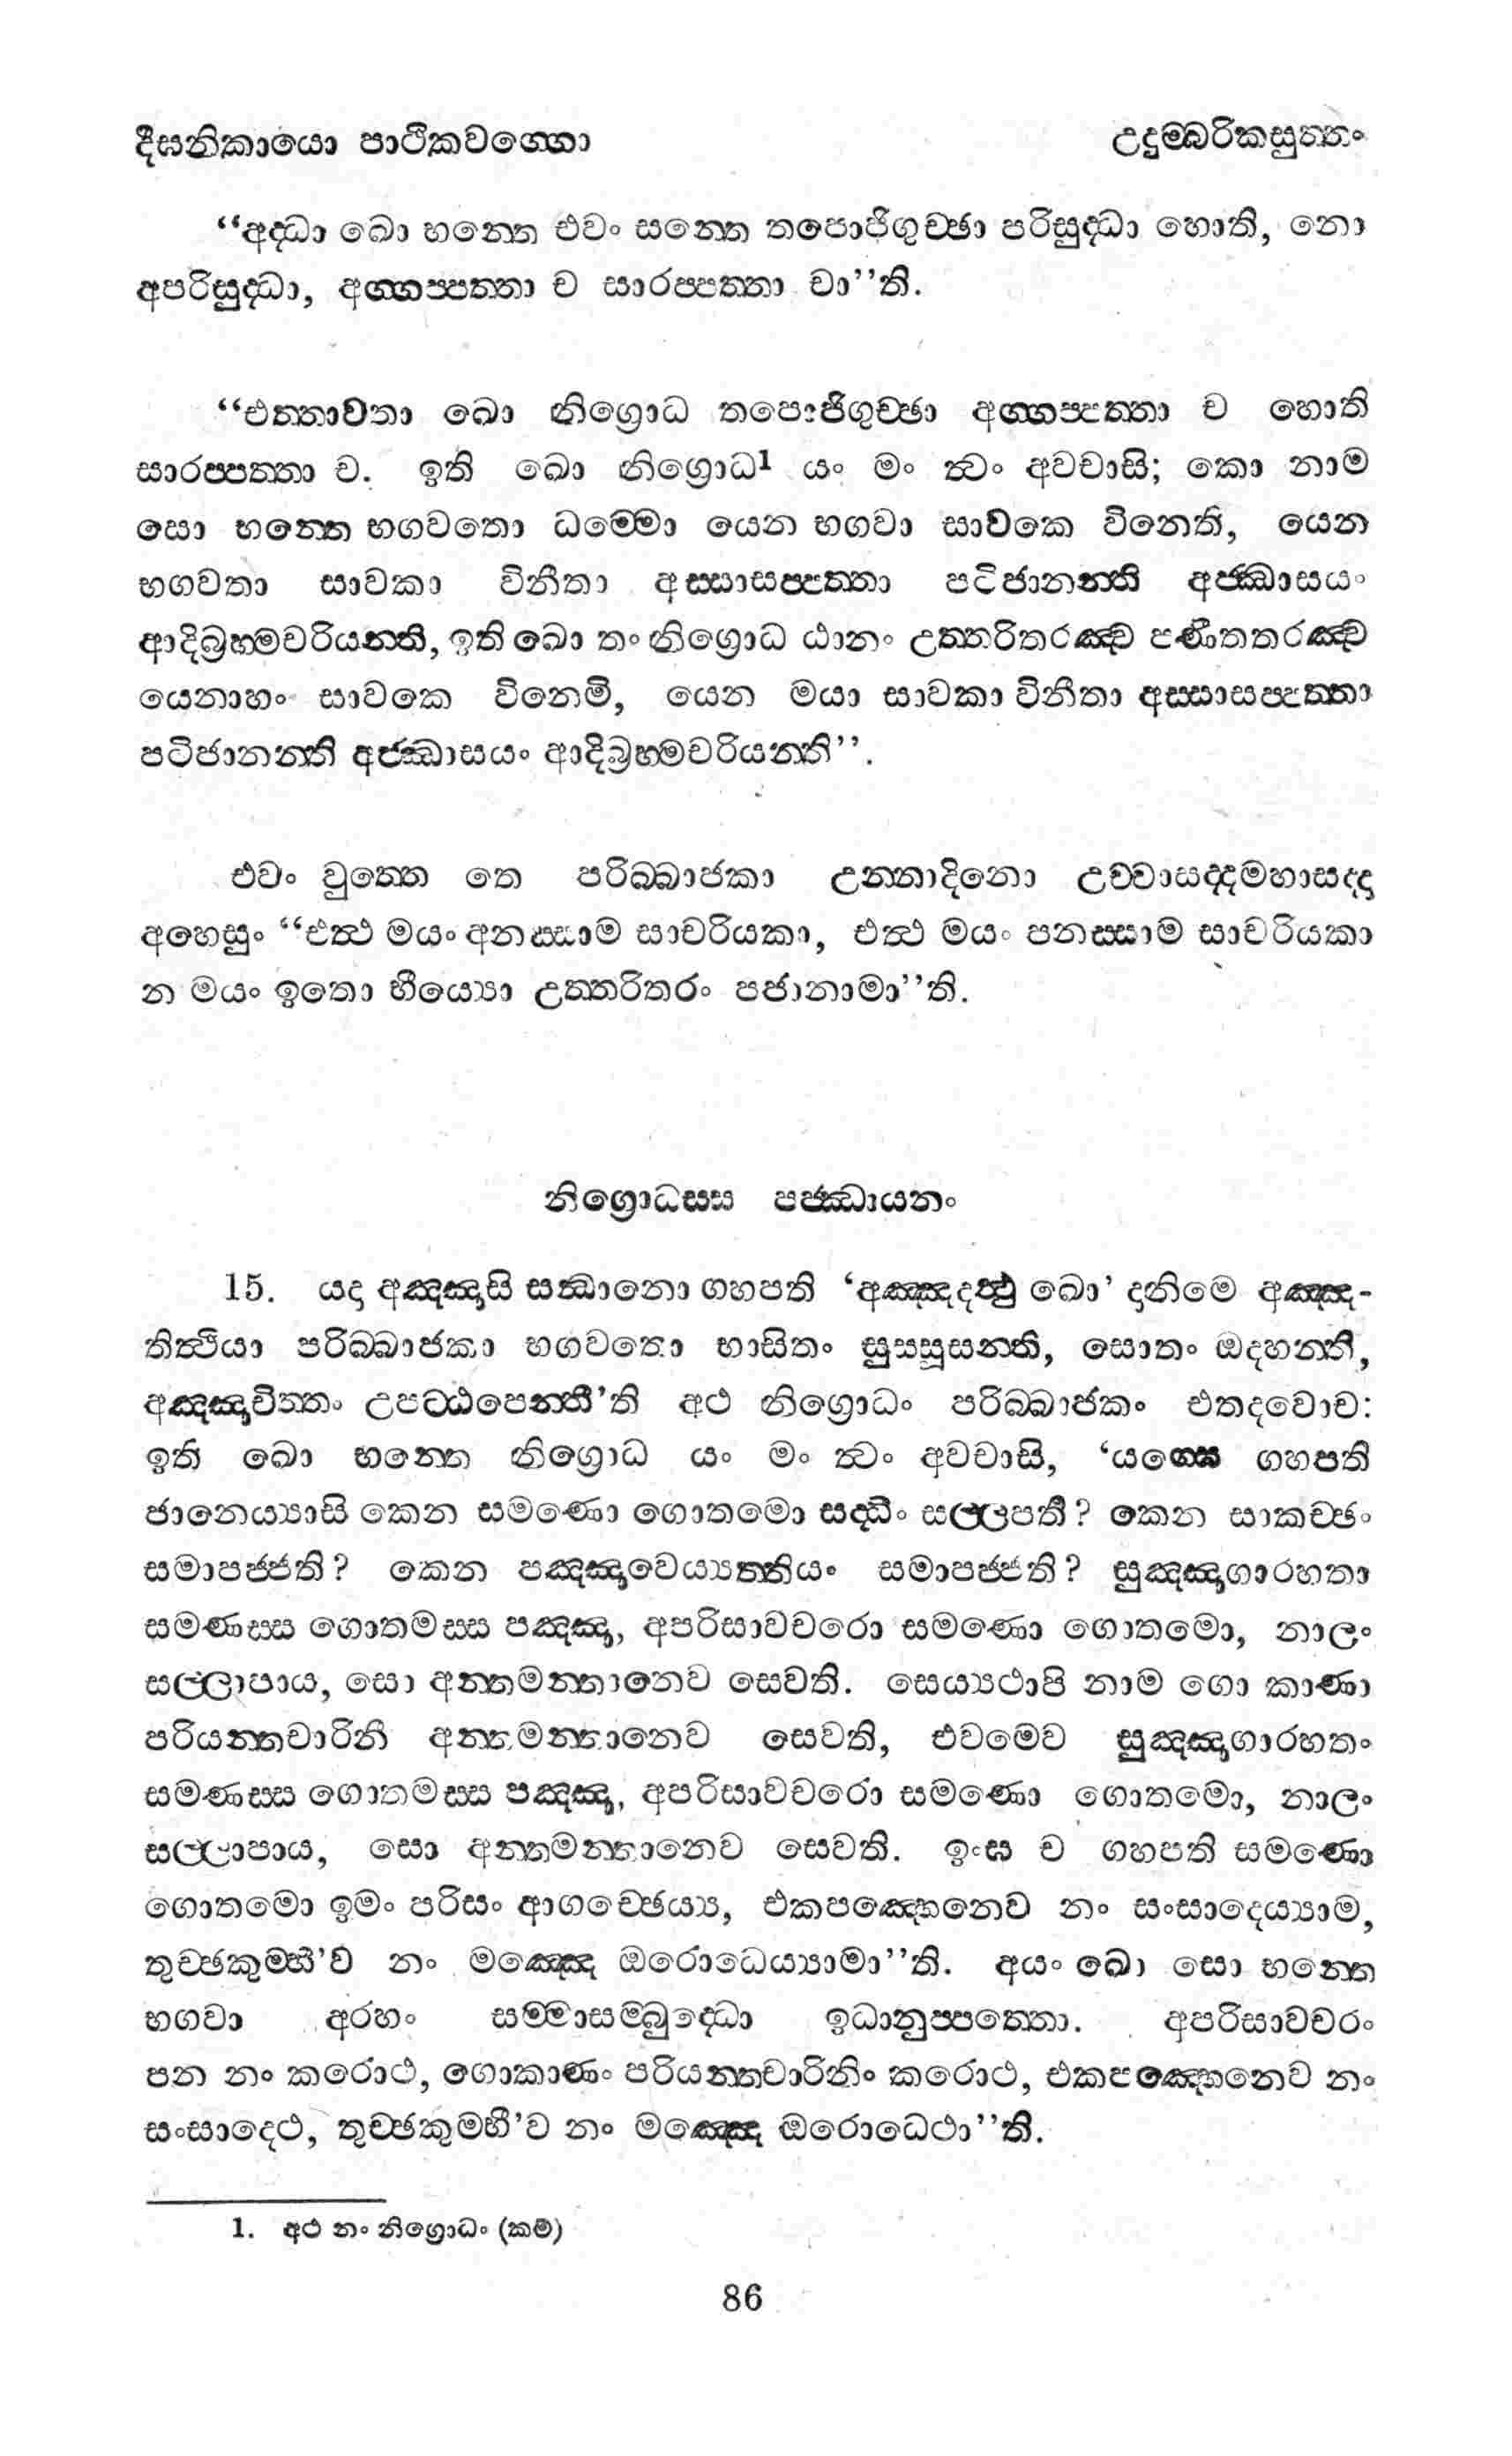 දීඝනිකායො පාථිකවග්ගො
උදුම්බරිකසුත්තං
‘‘අද්ධා ඛො භන්තෙ එවං සන්තෙ තපොජිගුච්ඡා පරිසුද්ධා හොති, නො
අපරිසුද්ධා, අග්ගප්පත්තා ච සාරප්පත්තා චා’’ති.
‘‘එත්තාවතා ඛො නිග්‍රොධ තපොජිගුච්ඡා අග්ගප්පත්තා ච හොති
සාරප්පත්තා ච. ඉති ඛො නිග්‍රොධ1 යං මං ත්වං අවචාසි; කො නාම
සො භන්තෙ භගවතො ධම්මො යෙන භගවා සාවකෙ විනෙති, යෙන
භගවතා සාවකා විනීතා අස්සාසප්පත්තා පටිජානන්ති අජ්ඣාසයං
ආදිබ්‍රහ්මචරියන්ති, ඉති ඛො තං නිග්‍රොධ ඨානං උත්තරිතරඤ්ච පණීතතරඤ්ච
යෙනාහං සාවකෙ විනෙමි, යෙන මයා සාවකා විනීතා අස්සාසප්පත්තා
පටිජානන්ති අජ්ඣාසයං ආදිබ්‍රහ්මචරියන්ති’’.
එවං වුත්තෙ තෙ පරිබ්බාජකා උන්නාදිනො උච්චාසද්දමහාසද්දා
අහෙසුං ‘‘එත්ථ මයං අනස්සාම සාචරියකා, එත්ථ මයං පනස්සාම සාචරියකා
න මයං ඉතො භීය්‍යො උත්තරිතරං පජානාමා’’ති.
නිග්‍රොධස්ස පජ්ඣායනං
15. යදා අඤ්ඤාසි සන්ධානො ගහපති ‘අඤ්ඤදත්ථු ඛො’ දානිමෙ අඤ්ඤ-
තිත්ථියා පරිබ්බාජකා භගවතො භාසිතං සුස්සූසන්ති, සොතං ඔදහන්ති,
අඤ්ඤාචිත්තං උපට්ඨපෙන්තී’ති අථ නිග්‍රොධං පරිබ්බාජකං එතදවොච:
ඉති ඛො භන්තෙ නිග්‍රොධ යං මං ත්වං අවචාසි, ‘යග්ඝෙ ගහපති
ජානෙය්‍යාසි කෙන සමණො ගොතමො සද්ධිං සල්ලපති? කෙන සාකච්ඡං
සමාපජ්ජති? කෙන පඤ්ඤාවෙය්‍යත්තියං සමාපජ්ජති? සුඤ්ඤාගාරහතා
සමණස්ස ගොතමස්ස පඤ්ඤා, අපරිසාවචරො සමණො ගොතමො, නාලං
සල්ලාපාය, සො අන්තමන්තානෙව සෙවති. සෙය්‍යථාපි නාම ගො කාණා
පරියන්තචාරිනී අන්තමන්තානෙව සෙවති, එවමෙව සුඤ්ඤාගාරහතං
සමණස්ස ගොතමස්ස පඤ්ඤා, අපරිසාවචරො සමණො ගොතමො, නාලං
සල්ලාපාය, සො අන්තමන්තානෙව සෙවති. ඉංඝ ච ගහපති සමණො
ගොතමො ඉමං පරිසං ආගච්ඡෙය්‍ය, එකපඤ්හෙනෙව නං සංසාදෙය්‍යාම,
තුච්ඡකුම්භී’ව නං මඤ්ඤෙ ඔරොධෙය්‍යාමා’’ති. අයං ඛො සො භන්තෙ
භගවා අරහං සම්මාසම්බුද්ධො ඉධානුප්පත්තො. අපරිසාවචරං
පන නං කරොථ, ගොකාණං පරියන්තචාරිනිං කරොථ, එකපඤ්හෙනෙව නං
සංසාදෙථ, තුච්ඡකුම්භී’ව නං මඤ්ඤෙ ඔරොධෙථා’’ති.
1. අථ නං නිග්‍රොධං (කම්)
86